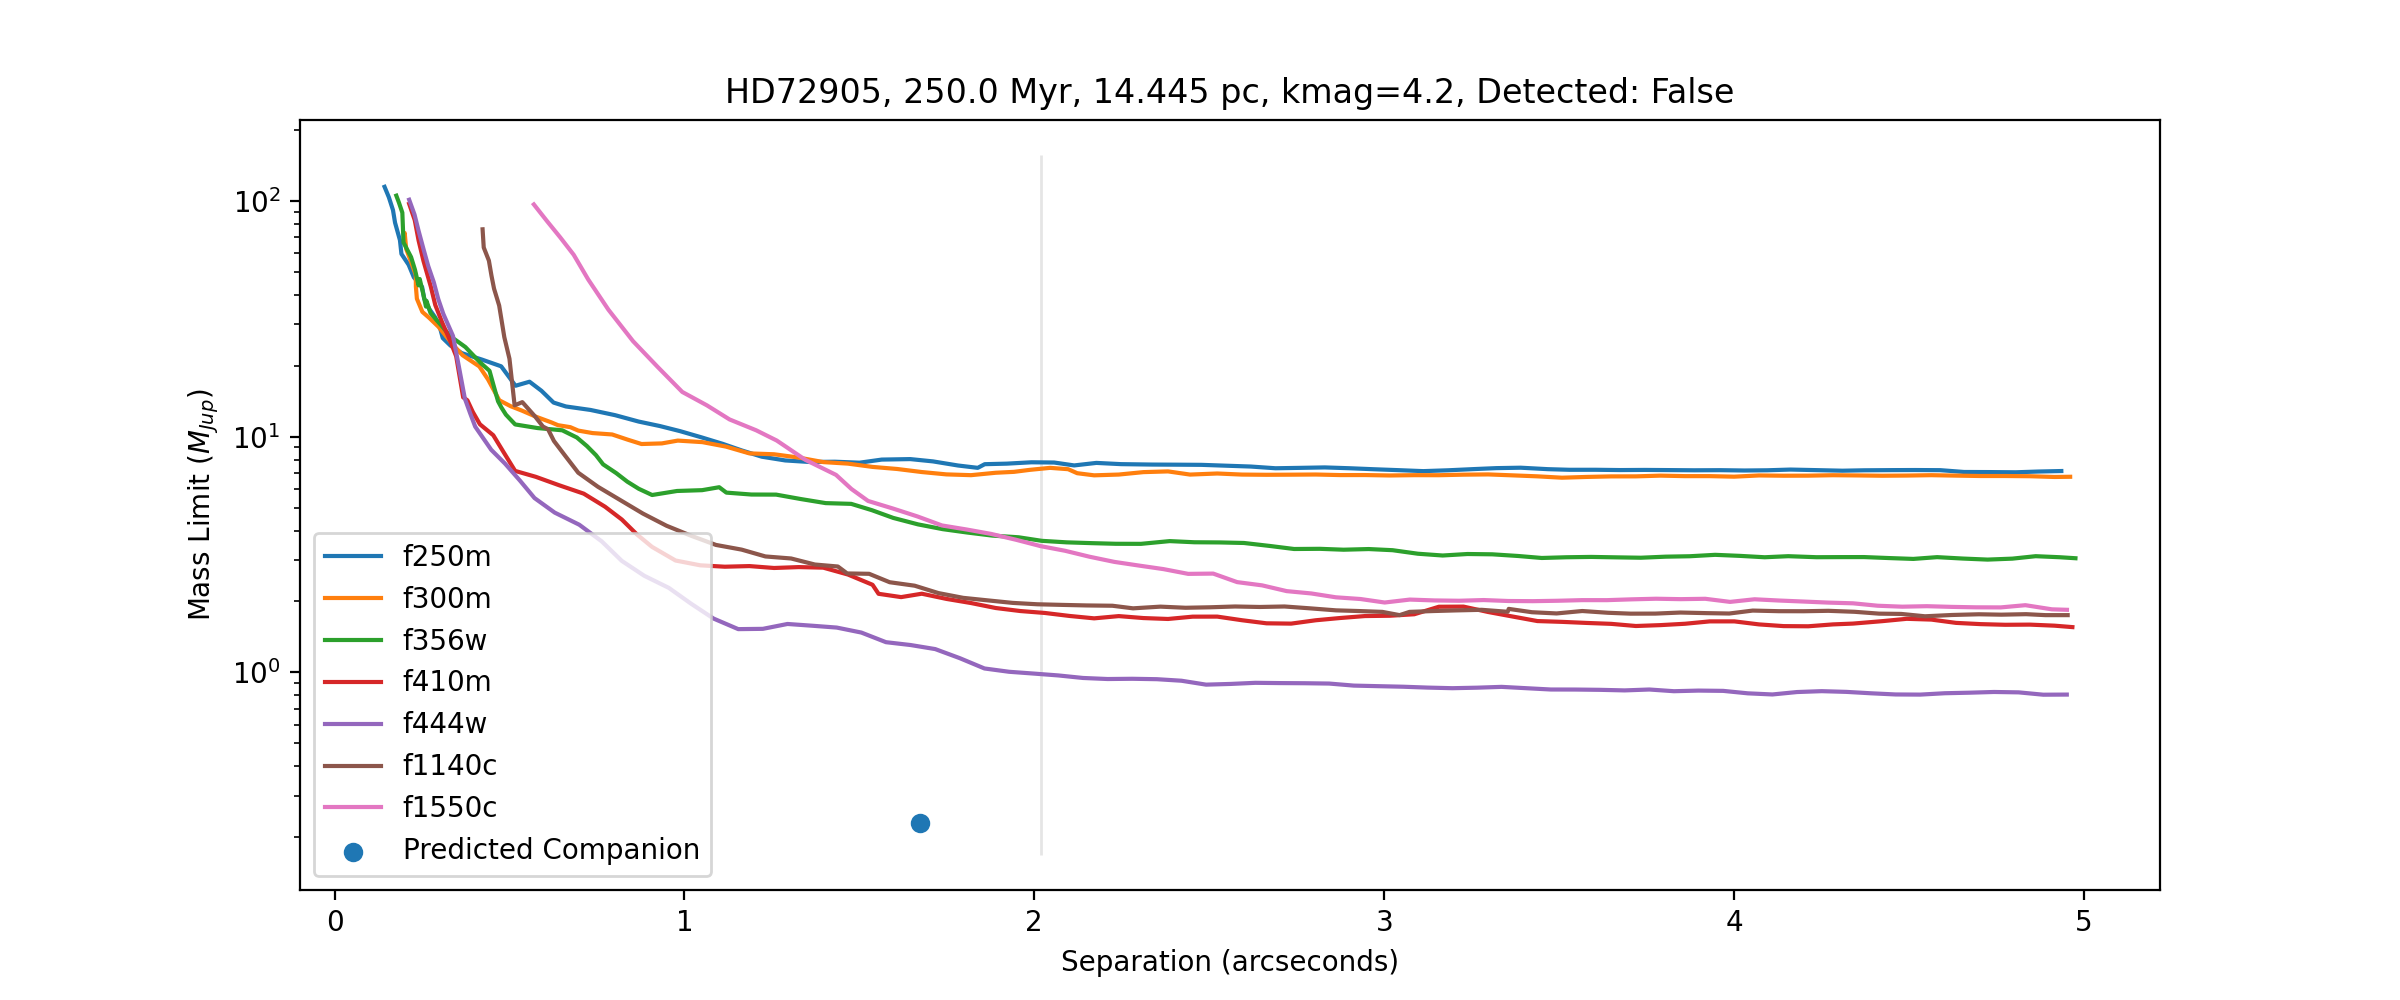 HD72905, 250.0 Myr, 14.445 pc, kmag=4.2, Detected: False
Mass Limit (M_Jup)
10²
10¹
10⁰
f250m
f300m
f356w
f410m
f444w
f1140c
f1550c
Predicted Companion
0 1 2 3 4 5
Separation (arcseconds)